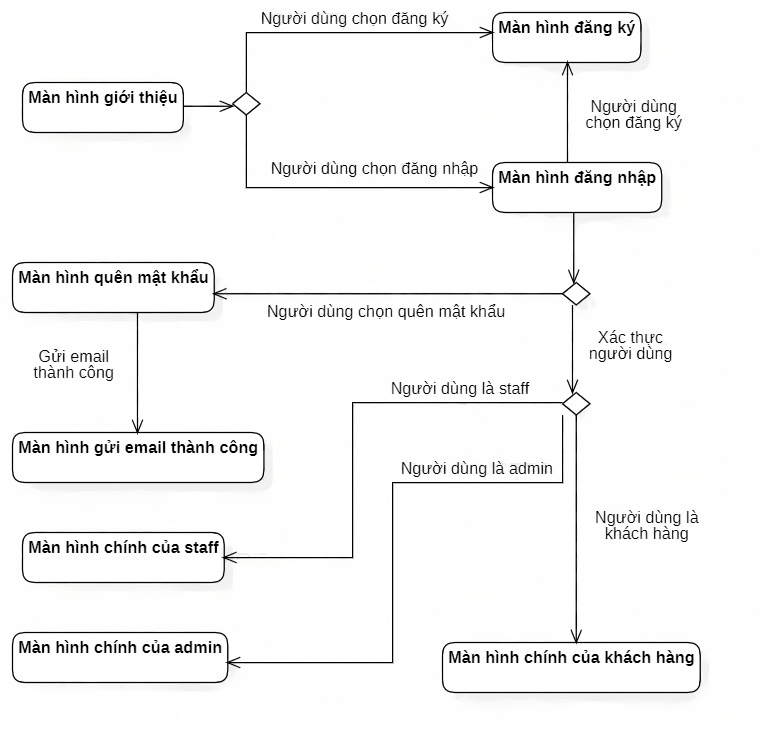 Người dùng chọn đăng ký
Màn hình đăng ký
Màn hình giới thiệu
Người dùng
chọn đăng ký
Người dùng chọn đăng nhập
Màn hình đăng nhập
Màn hình quên mật khẩu
Người dùng chọn quên mật khẩu
Xác thực
người dùng
Gửi email
thành công
Người dùng là staff
Màn hình gửi email thành công
Người dùng là admin
Người dùng là
khách hàng
Màn hình chính của staff
Màn hình chính của admin
Màn hình chính của khách hàng